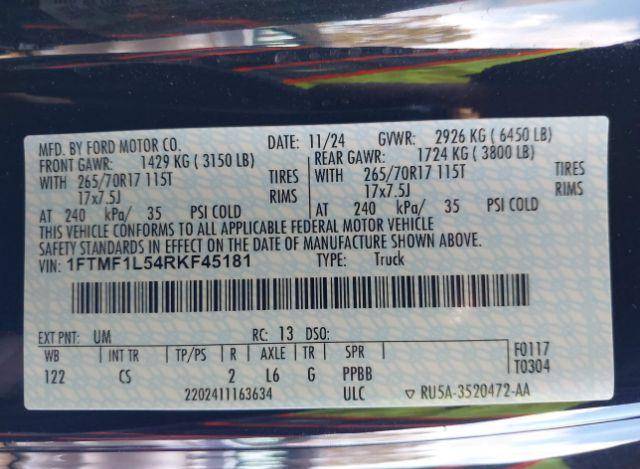 MFD. BY FORD MOTOR CO. DATE: 11/24 GVWR: 2926 KG ( 6450 LB)
FRONT GAWR: 1429 KG ( 3150 LB) REAR GAWR: 1724 KG ( 3800 LB)
WITH 265/70R17 115T TIRES WITH 265/70R17 115T TIRES
17x7.5J RIMS 17x7.5J RIMS
AT 240 kPa/ 35 PSI COLD AT 240 kPa/ 35 PSI COLD
THIS VEHICLE CONFORMS TO ALL APPLICABLE FEDERAL MOTOR VEHICLE
SAFETY STANDARDS IN EFFECT ON THE DATE OF MANUFACTURE SHOWN ABOVE.
VIN: 1FTMF1L54RKF45181 TYPE: Truck
EXT PNT: UM RC: 13 DSO:
WB INT TR TP/PS R AXLE TR SPR F0117
122 CS 2 L6 G PPBB T0304
2202411163634 ULC ▽ RU5A-3520472-AA